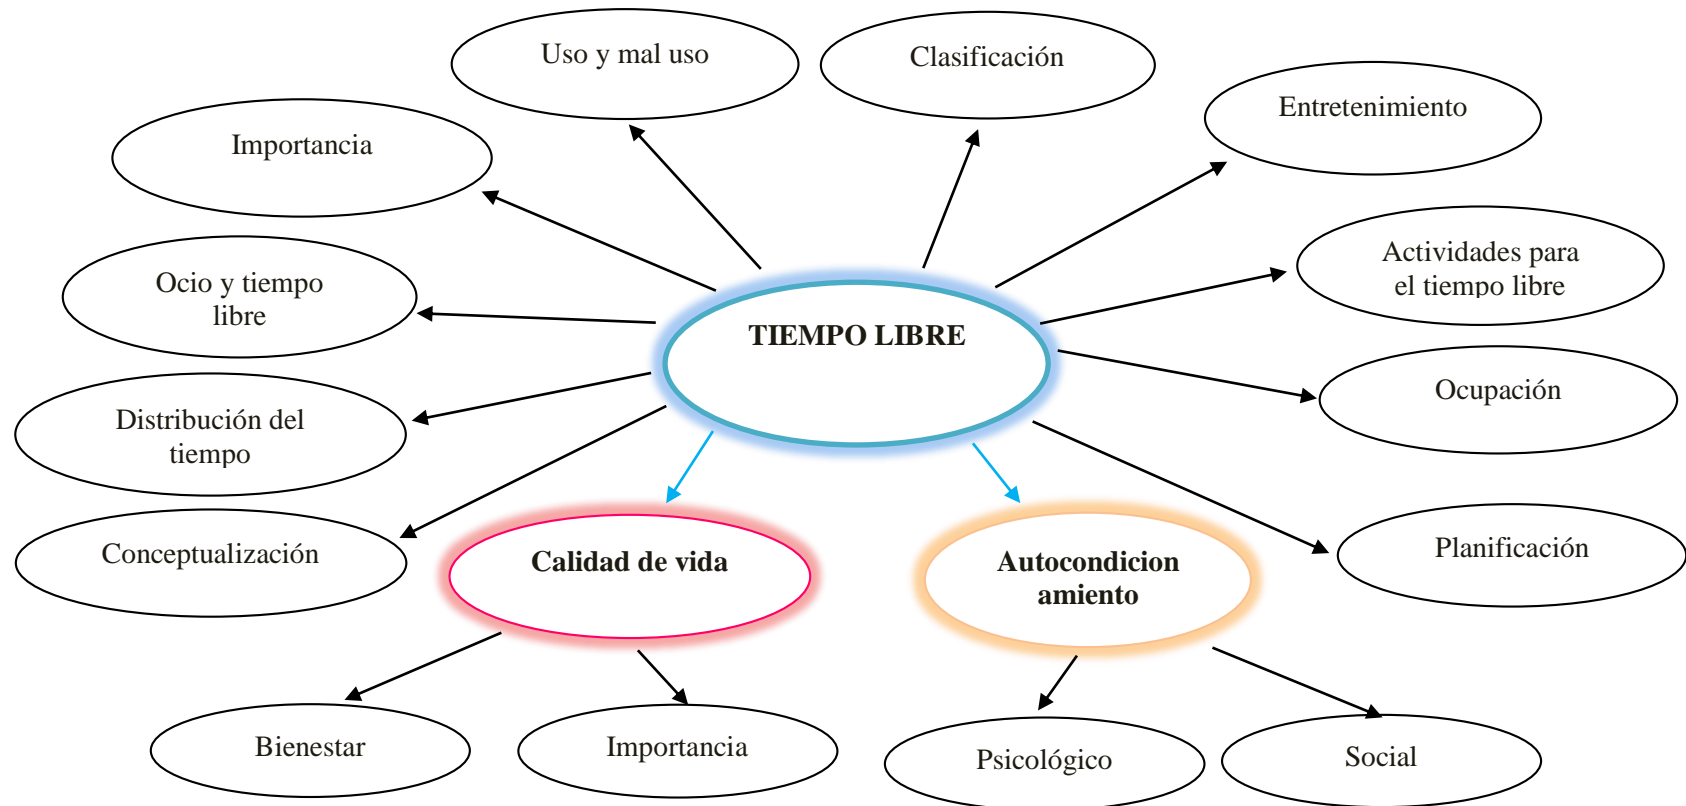 Uso y mal uso
Clasificación
Entretenimiento
Importancia
Actividades para
el tiempo libre
Ocio y tiempo
libre
TIEMPO LIBRE
Ocupación
Distribución del
tiempo
Conceptualización
Calidad de vida
Autocondicion
amiento
Planificación
Bienestar
Importancia
Psicológico
Social